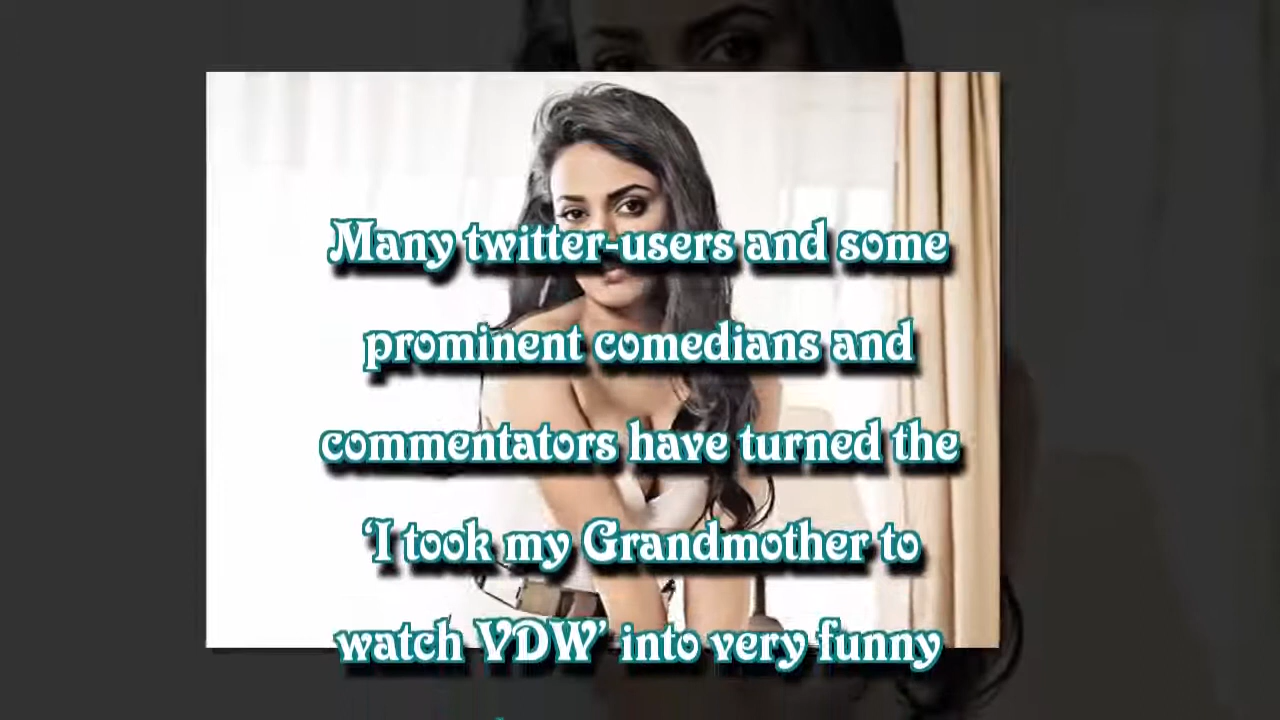 Many twitter-users and some
prominent comedians and
commentators have turned the
‘I took my Grandmother to
watch VDW’ into very funny